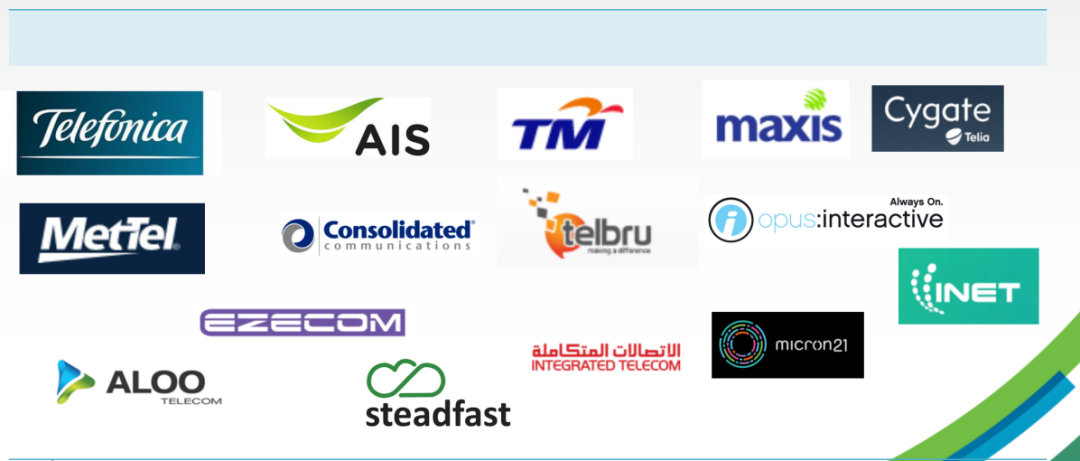 Telefónica
AIS
TM
maxis
Cygate
Telia
MetTel
Consolidated
communications
telbru
making a difference
Always On.
opus:interactive
INET
EZECOM
الاتصالات المتكاملة
INTEGRATED TELECOM
micron21
ALOO
TELECOM
steadfast